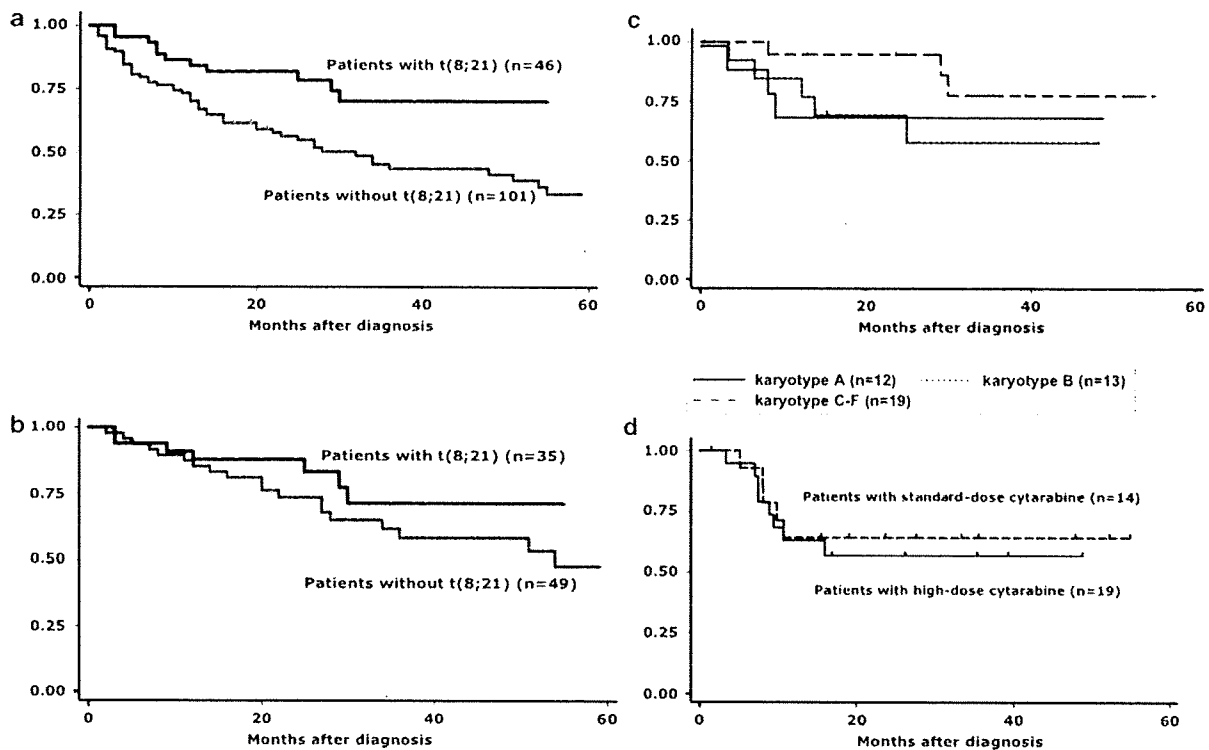 a
1.00
0.75
0.50
0.25
0.00
Patients with t(8;21) (n=46)
Patients without t(8;21) (n=101)
0 20 40 60
Months after diagnosis
c
1.00
0.75
0.50
0.25
0.00
0 20 40 60
Months after diagnosis
karyotype A (n=12) karyotype B (n=13)
karyotype C-F (n=19)
b
1.00
0.75
0.50
0.25
0.00
Patients with t(8;21) (n=35)
Patients without t(8;21) (n=49)
0 20 40 60
Months after diagnosis
d
1.00
0.75
0.50
0.25
0.00
Patients with standard-dose cytarabine (n=14)
Patients with high-dose cytarabine (n=19)
0 20 40 60
Months after diagnosis